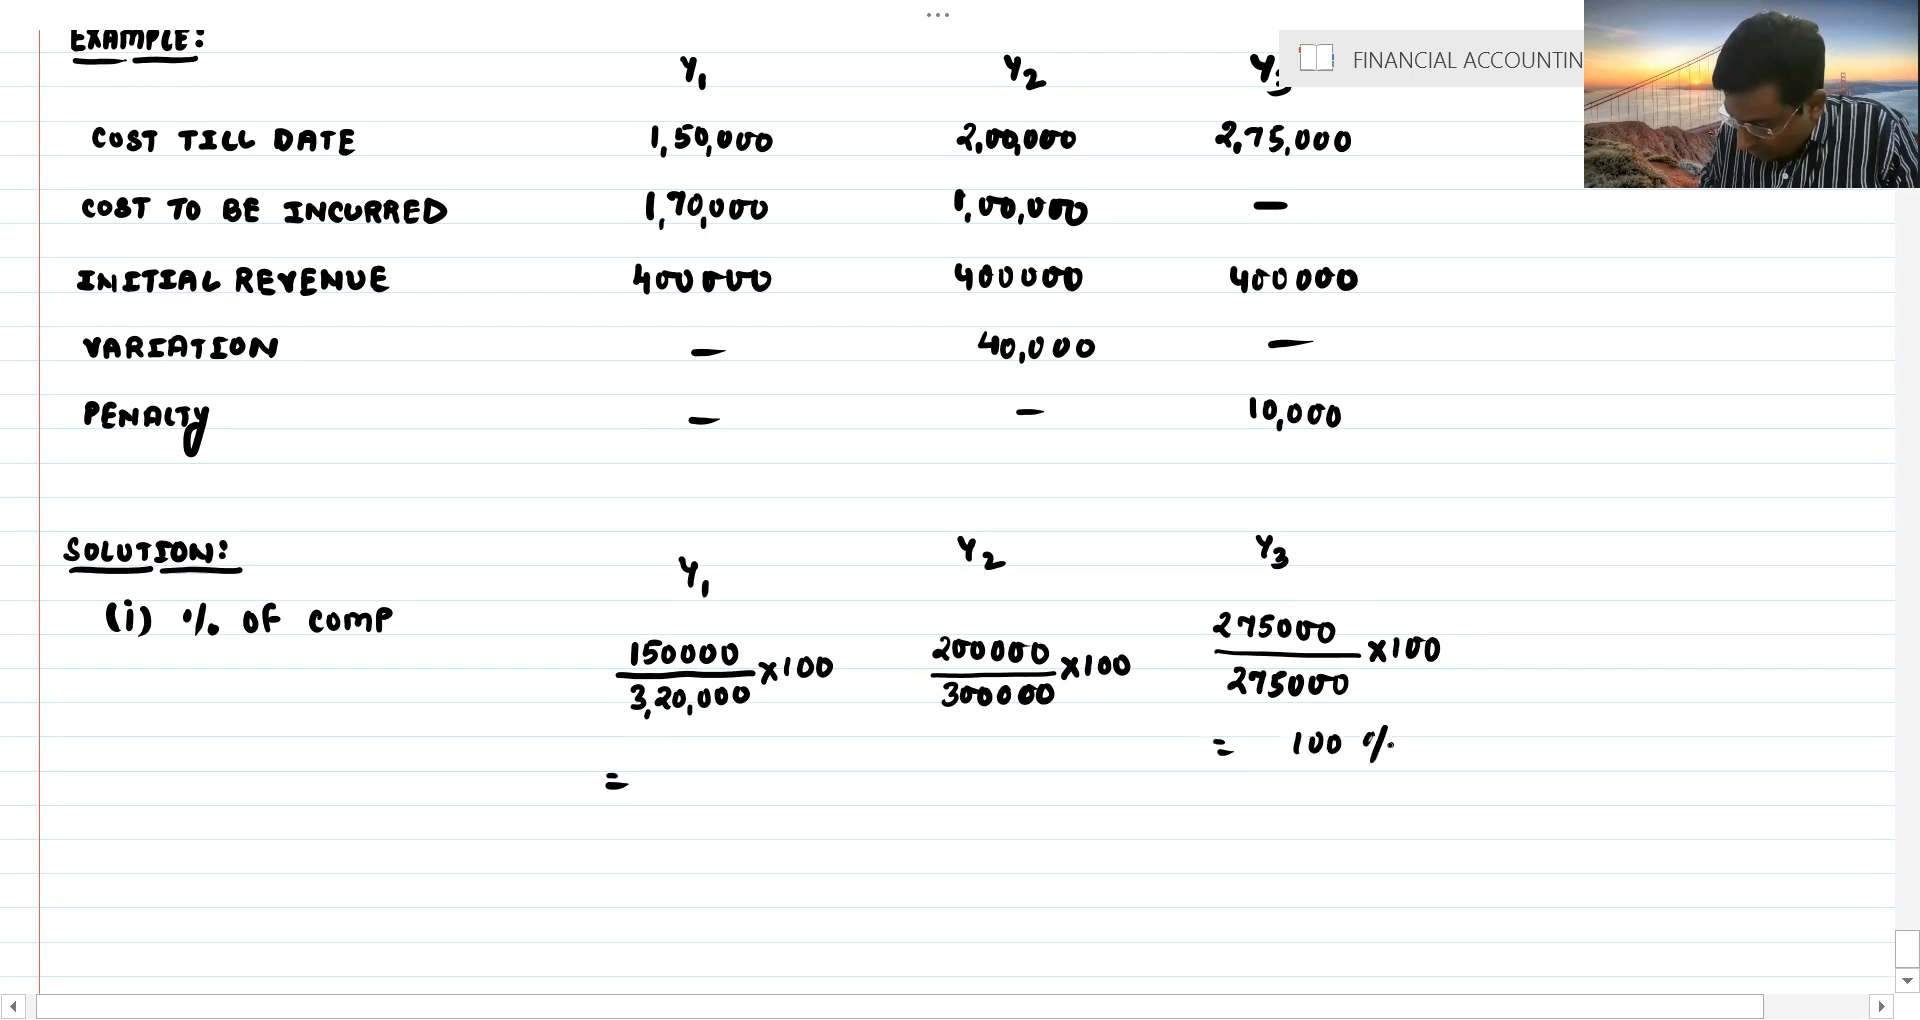 EXAMPLE:
FINANCIAL ACCOUNTIN
Y1 Y2
COST TILL DATE 1,50,000 2,00,000 2,75,000
COST TO BE INCURRED 1,70,000 1,00,000 —
INITIAL REVENUE 400000 400000 400000
VARIATION — 40,000 —
PENALTY — - 10,000
SOLUTION: Y1 Y2 Y3
(i) % OF COMP 150000/3,20,000 x100 200000/300000 x100 275000/275000 x100
= 100 %
=